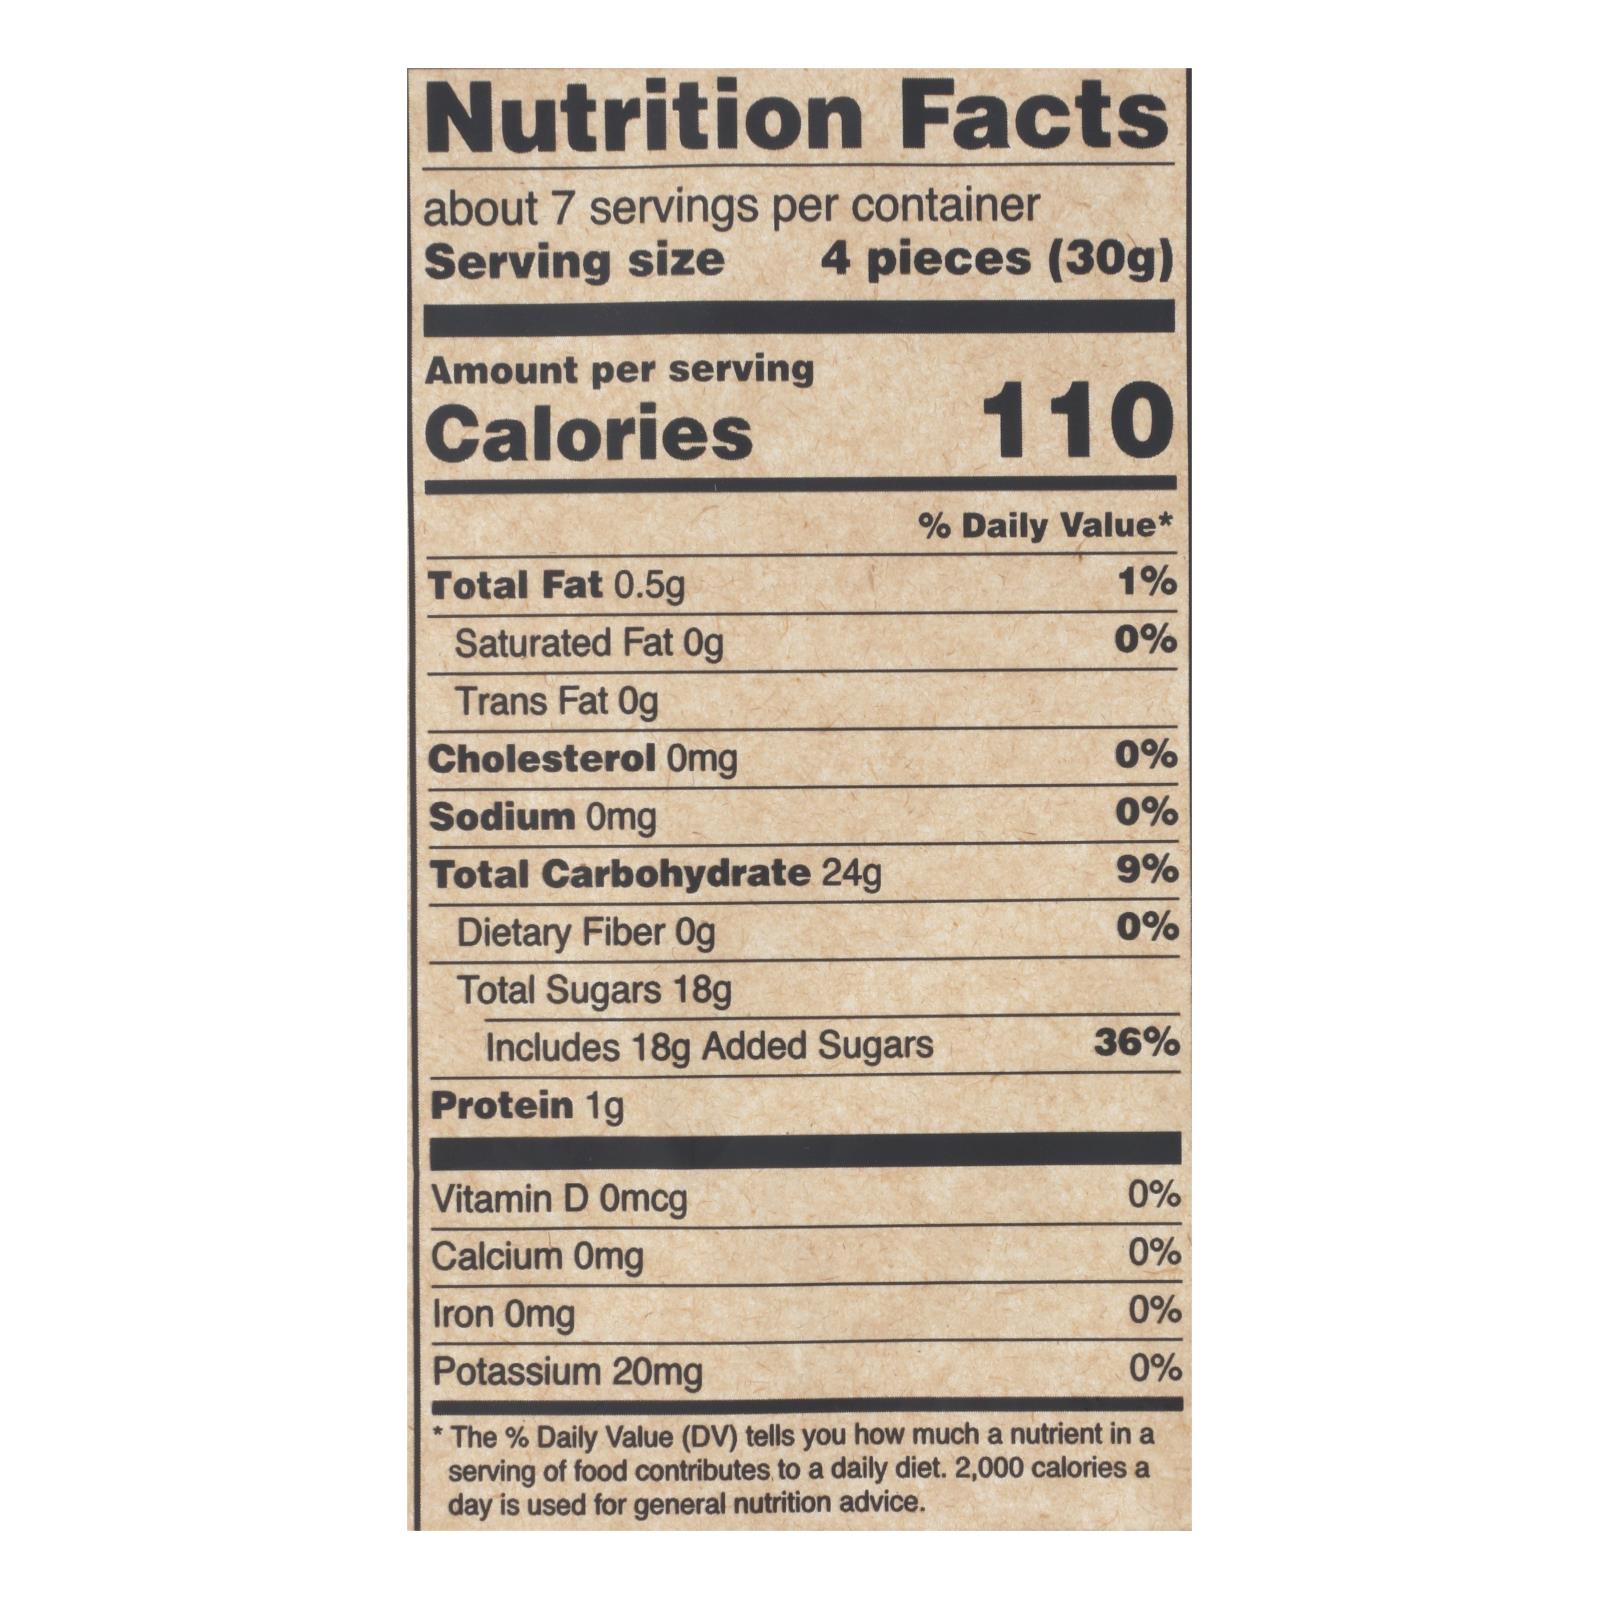 Nutrition Facts
about 7 servings per container
Serving size 4 pieces (30g)
Amount per serving
Calories 110
% Daily Value*
Total Fat 0.5g 1%
Saturated Fat 0g 0%
Trans Fat 0g
Cholesterol 0mg 0%
Sodium 0mg 0%
Total Carbohydrate 24g 9%
Dietary Fiber 0g 0%
Total Sugars 18g
Includes 18g Added Sugars 36%
Protein 1g
Vitamin D 0mcg 0%
Calcium 0mg 0%
Iron 0mg 0%
Potassium 20mg 0%
* The % Daily Value (DV) tells you how much a nutrient in a
serving of food contributes to a daily diet. 2,000 calories a
day is used for general nutrition advice.